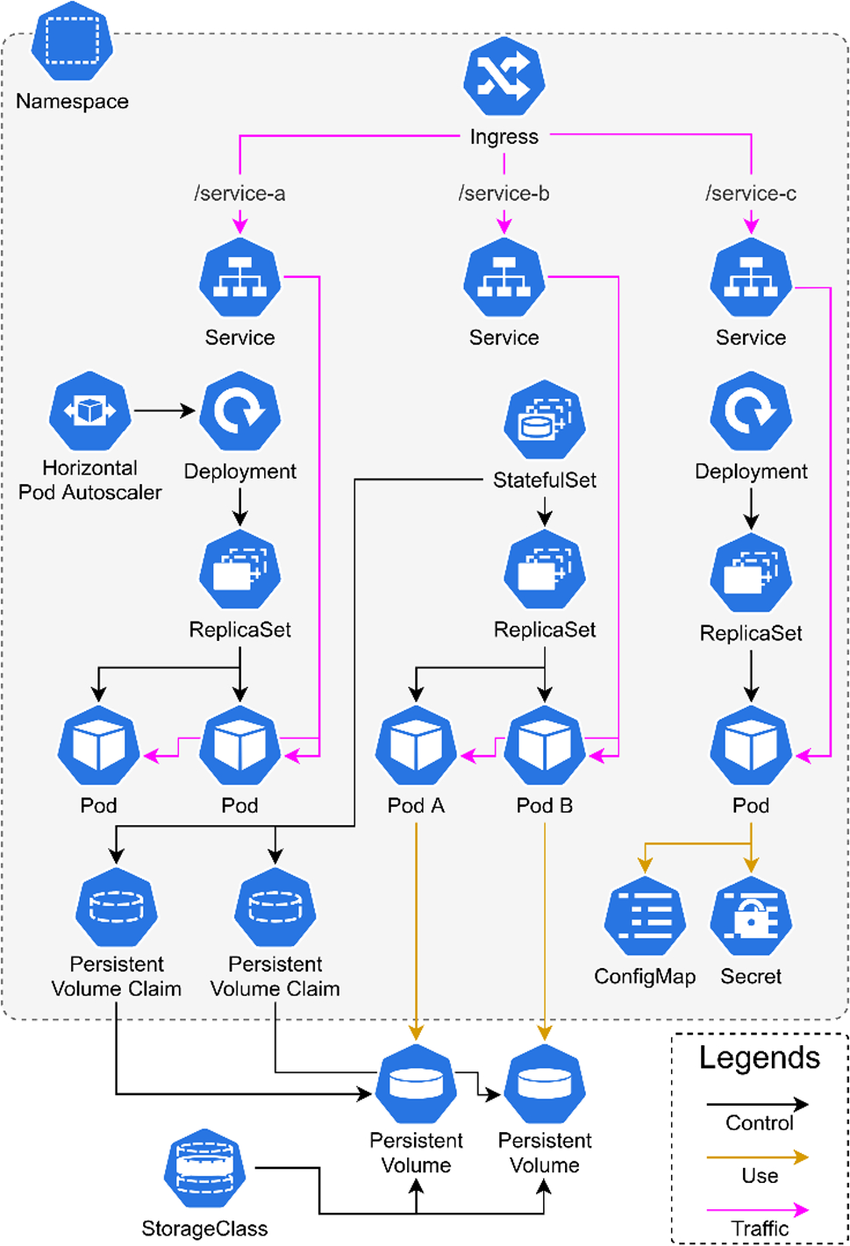 Namespace
Ingress
/service-a
/service-b
/service-c
Service
Service
Service
Horizontal
Pod Autoscaler
Deployment
StatefulSet
Deployment
ReplicaSet
ReplicaSet
ReplicaSet
Pod
Pod
Pod A
Pod B
Pod
Persistent
Volume Claim
Persistent
Volume Claim
ConfigMap
Secret
Persistent
Volume
Persistent
Volume
StorageClass
Legends
Control
Use
Traffic